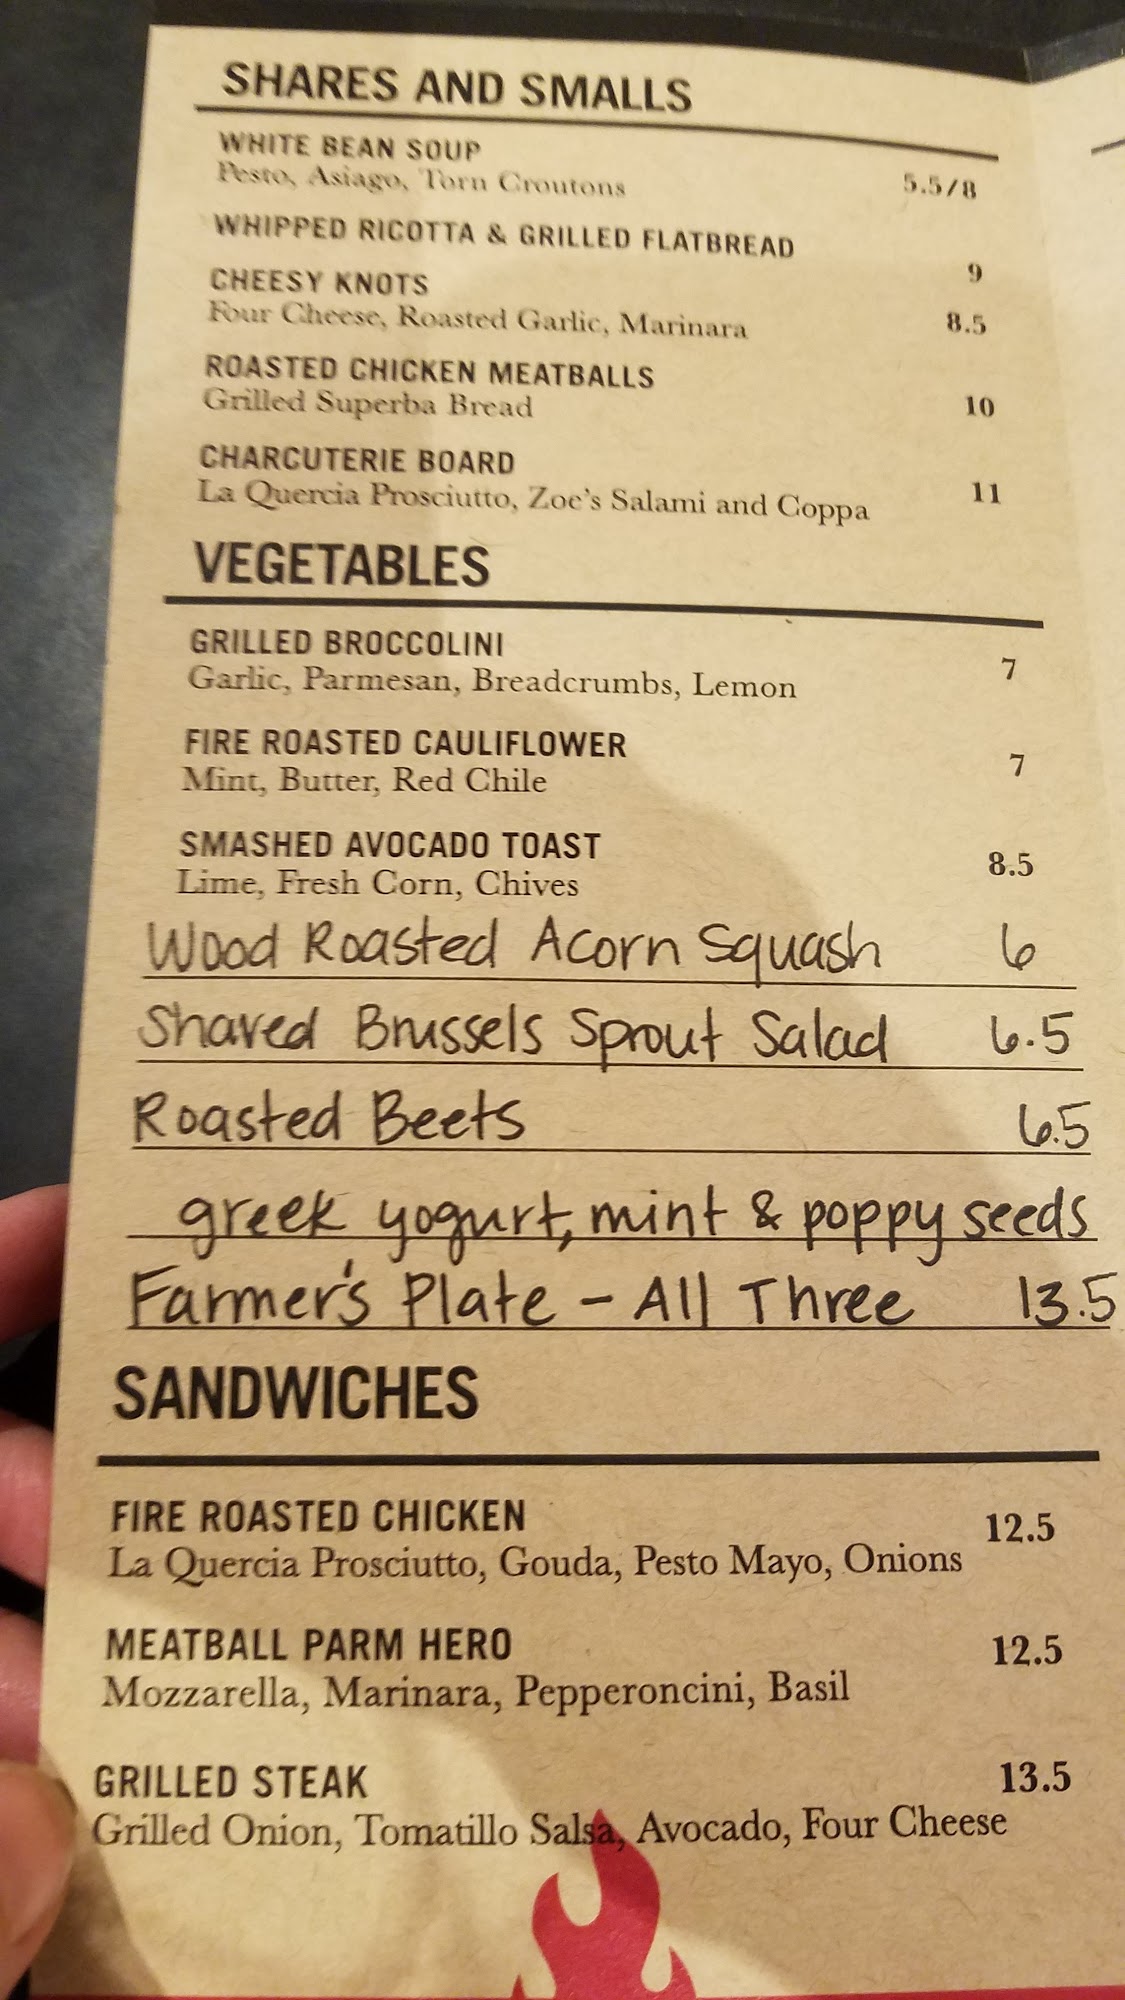 SHARES AND SMALLS
WHITE BEAN SOUP
Pesto, Asiago, Torn Croutons 5.5/8
WHIPPED RICOTTA & GRILLED FLATBREAD 9
CHEESY KNOTS
Four Cheese, Roasted Garlic, Marinara 8.5
ROASTED CHICKEN MEATBALLS
Grilled Superba Bread 10
CHARCUTERIE BOARD
La Quercia Prosciutto, Zoe's Salami and Coppa 11
VEGETABLES
GRILLED BROCCOLINI
Garlic, Parmesan, Breadcrumbs, Lemon 7
FIRE ROASTED CAULIFLOWER
Mint, Butter, Red Chile 7
SMASHED AVOCADO TOAST
Lime, Fresh Corn, Chives 8.5
Wood Roasted Acorn Squash 6
Shaved Brussels Sprout Salad 6.5
Roasted Beets 6.5
greek yogurt, mint & poppy seeds
Farmer's Plate - All Three 13.5
SANDWICHES
FIRE ROASTED CHICKEN 12.5
La Quercia Prosciutto, Gouda, Pesto Mayo, Onions
MEATBALL PARM HERO 12.5
Mozzarella, Marinara, Pepperoncini, Basil
GRILLED STEAK 13.5
Grilled Onion, Tomatillo Salsa, Avocado, Four Cheese